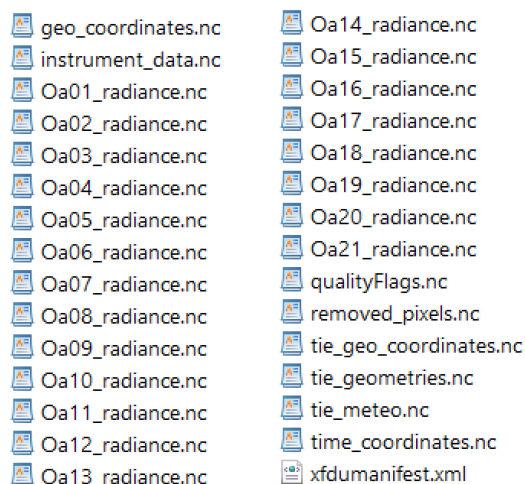 geo_coordinates.nc
instrument_data.nc
Oa01_radiance.nc
Oa02_radiance.nc
Oa03_radiance.nc
Oa04_radiance.nc
Oa05_radiance.nc
Oa06_radiance.nc
Oa07_radiance.nc
Oa08_radiance.nc
Oa09_radiance.nc
Oa10_radiance.nc
Oa11_radiance.nc
Oa12_radiance.nc
Oa13_radiance.nc
Oa14_radiance.nc
Oa15_radiance.nc
Oa16_radiance.nc
Oa17_radiance.nc
Oa18_radiance.nc
Oa19_radiance.nc
Oa20_radiance.nc
Oa21_radiance.nc
qualityFlags.nc
removed_pixels.nc
tie_geo_coordinates.nc
tie_geometries.nc
tie_meteo.nc
time_coordinates.nc
xfdumanifest.xml